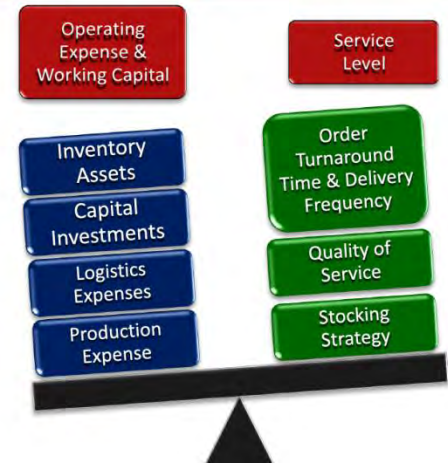 Operating
Expense &
Working Capital
Service
Level
Inventory
Assets
Capital
Investments
Logistics
Expenses
Production
Expense
Order
Turnaround
Time & Delivery
Frequency
Quality of
Service
Stocking
Strategy